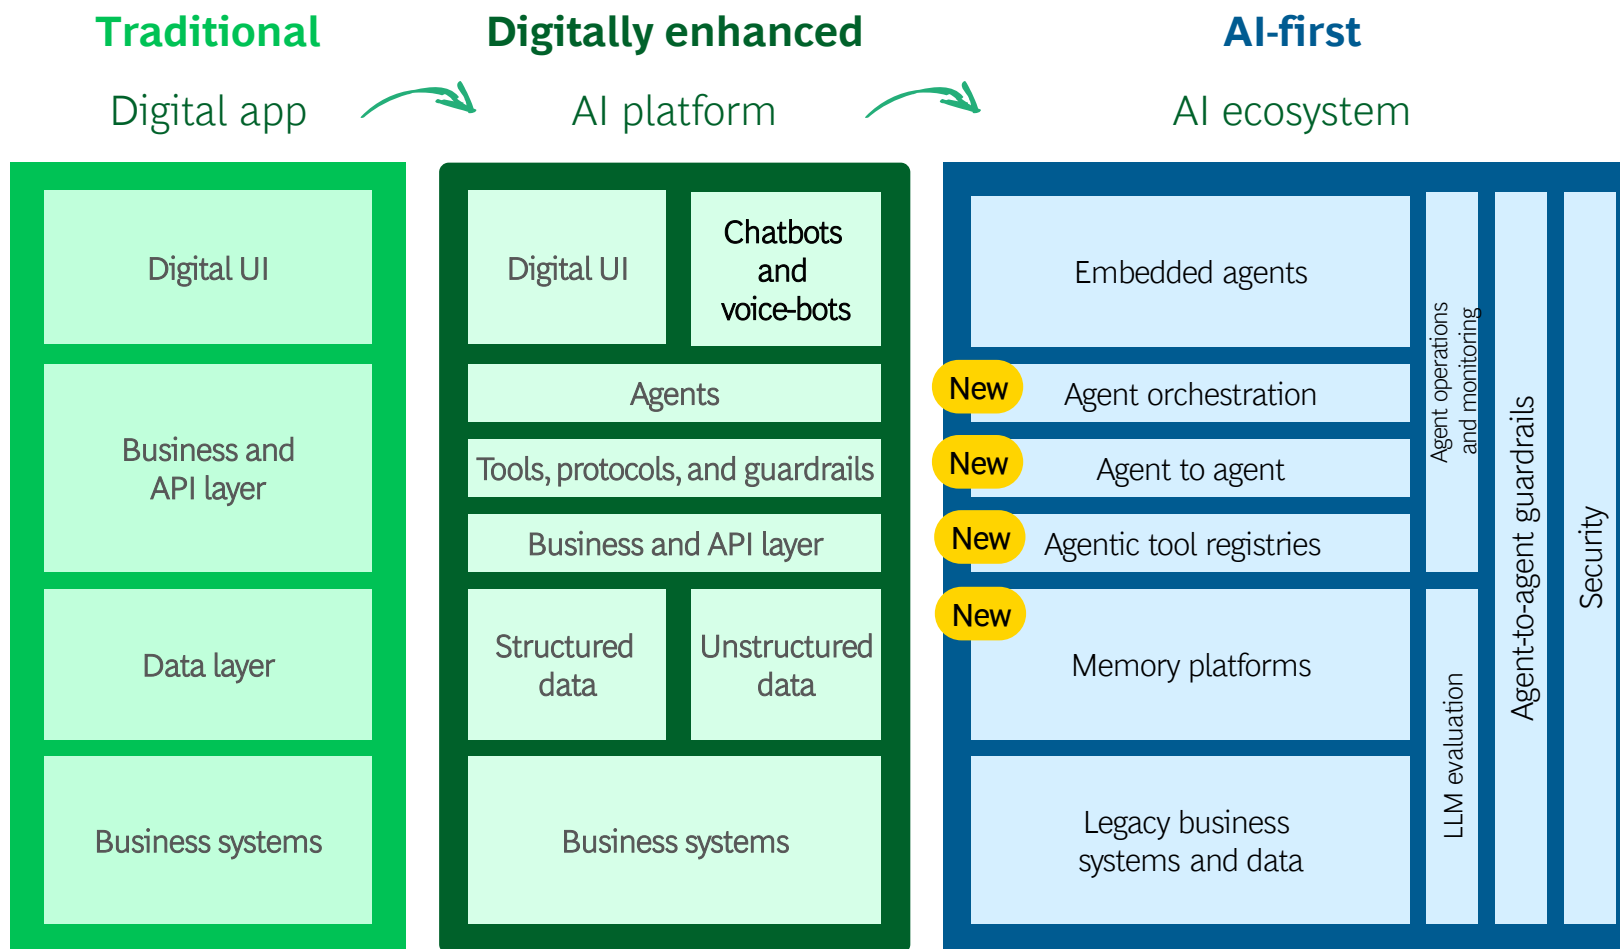 Traditional
Digital app
Digital UI
Business and
API layer
Data layer
Business systems
Digitally enhanced
AI platform
Digital UI
Chatbots
and
voice-bots
Agents
Tools, protocols, and guardrails
Business and API layer
Structured
data
Unstructured
data
Business systems
AI-first
AI ecosystem
Embedded agents
New
Agent orchestration
New
Agent to agent
New
Agentic tool registries
New
Memory platforms
Legacy business
systems and data
Agent operations
and monitoring
LLM evaluation
Agent-to-agent guardrails
Security